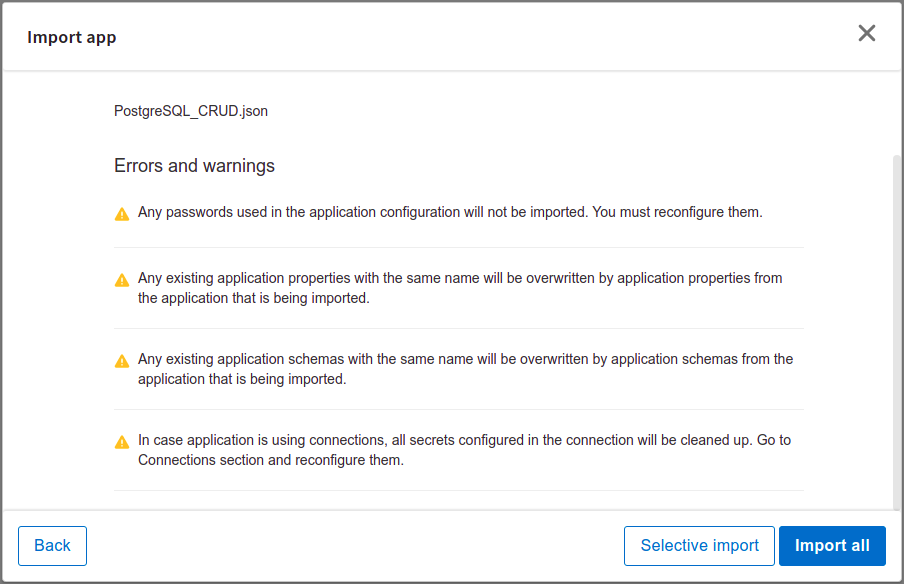 Import app
PostgreSQL_CRUD.json
Errors and warnings
Any passwords used in the application configuration will not be imported. You must reconfigure them.
Any existing application properties with the same name will be overwritten by application properties from
the application that is being imported.
Any existing application schemas with the same name will be overwritten by application schemas from the
application that is being imported.
In case application is using connections, all secrets configured in the connection will be cleaned up. Go to
Connections section and reconfigure them.
Back
Selective import
Import all